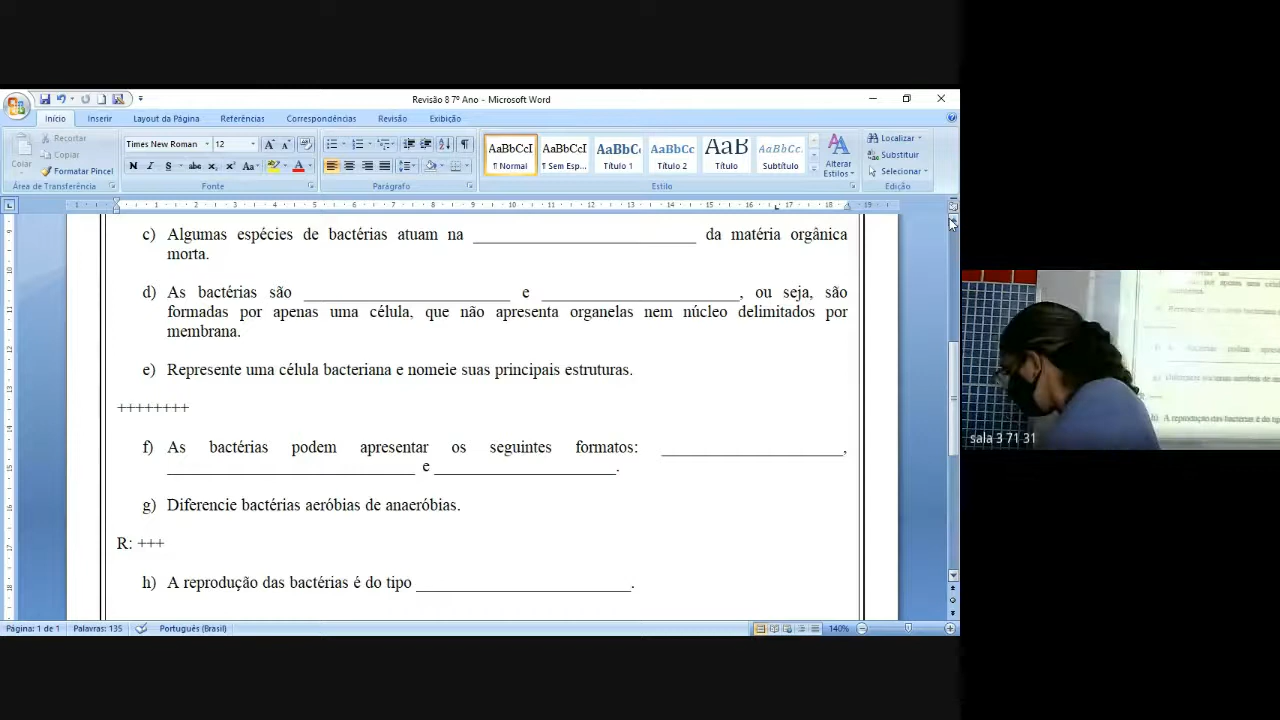 Revisão 8 7º Ano - Microsoft Word
Início Inserir Layout da Página Referências Correspondências Revisão Exibição
Recortar
Copiar
Colar
Formatar Pincel
Área de Transferência
Times New Roman 12
Fonte
Parágrafo
AaBbCcI AaBbCcI AaBbC AaBbCc AaB AaBbCc.
¶ Normal ¶ Sem Esp... Título 1 Título 2 Título Subtítulo
Alterar Estilos
Estilo
Localizar
Substituir
Selecionar
Edição
c) Algumas espécies de bactérias atuam na ___________________________ da matéria orgânica
morta.
d) As bactérias são _________________________ e ________________________, ou seja, são
formadas por apenas uma célula, que não apresenta organelas nem núcleo delimitados por
membrana.
e) Represente uma célula bacteriana e nomeie suas principais estruturas.
++++++++
f) As bactérias podem apresentar os seguintes formatos: ______________________,
______________________________ e ______________________.
g) Diferencie bactérias aeróbias de anaeróbias.
R: +++
h) A reprodução das bactérias é do tipo __________________________.
Página: 1 de 1 Palavras: 135 Português (Brasil) 140%
sala 3 71 31